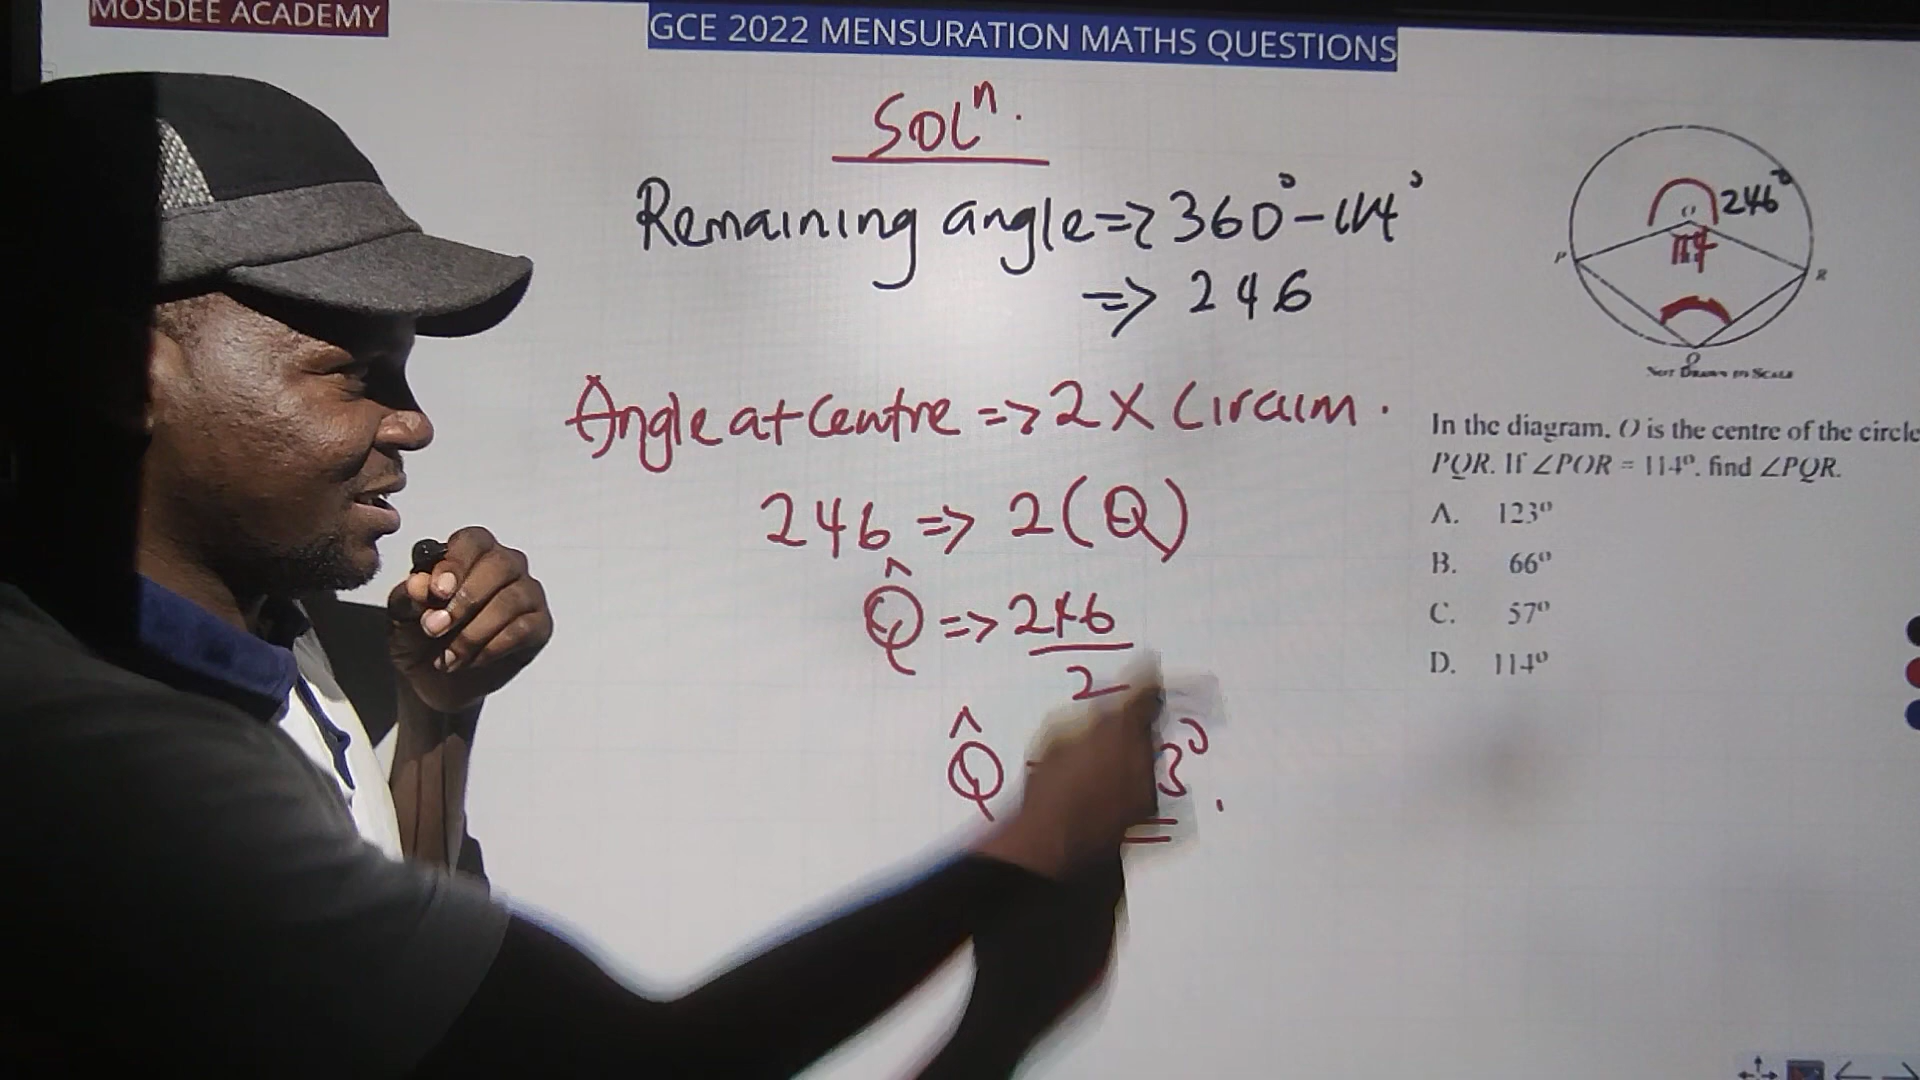 MOSDEE ACADEMY
GCE 2022 MENSURATION MATHS QUESTIONS
Solⁿ.
Remaining angle => 360° - 114°
=> 246
Angle at Centre => 2 X Circum.
246 => 2(Q)
Q̂ => 246/2
Q̂ 3°.
O 246°
114
P
R
Q
NOT DRAWN TO SCALE
In the diagram, O is the centre of the circle
PQR. If ∠POR = 114°, find ∠PQR.
A. 123°
B. 66°
C. 57°
D. 114°